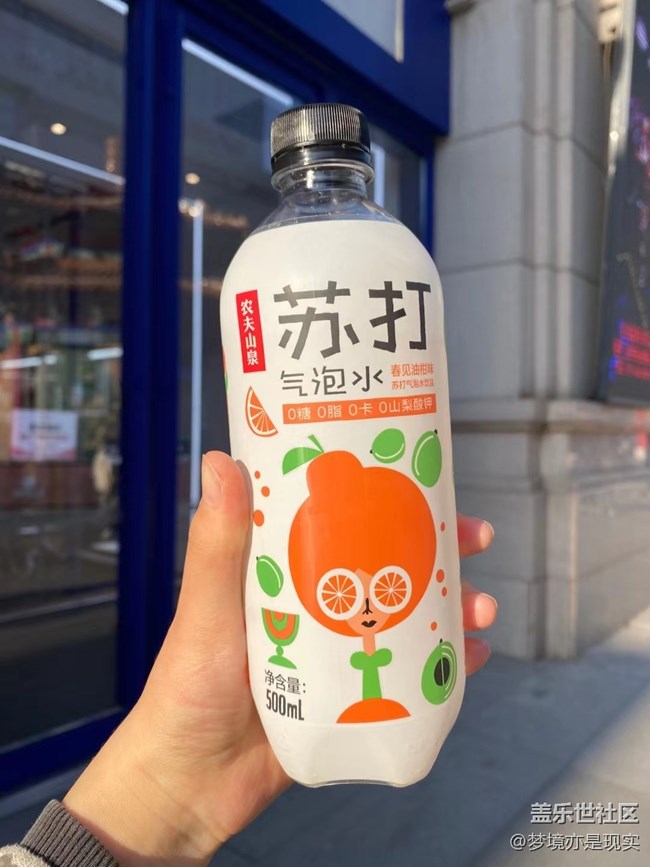 农夫山泉
苏打
气泡水
春见油柑味
苏打气泡水饮品
0糖 0脂 0卡 0山梨酸钾
净含量:
500mL
盖乐世社区
@梦境亦是现实